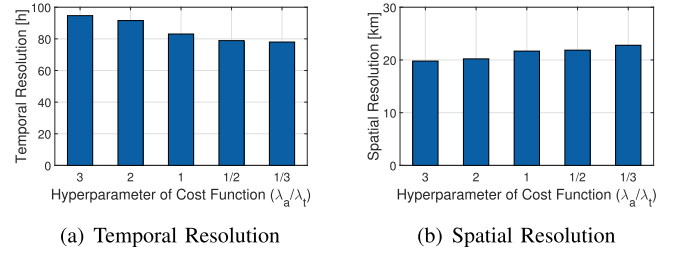 100
80
60
40
20
0
Temporal Resolution [h]
3 2 1 1/2 1/3
Hyperparameter of Cost Function (λa/λt)
(a) Temporal Resolution
30
20
10
0
Spatial Resolution [km]
3 2 1 1/2 1/3
Hyperparameter of Cost Function (λa/λt)
(b) Spatial Resolution